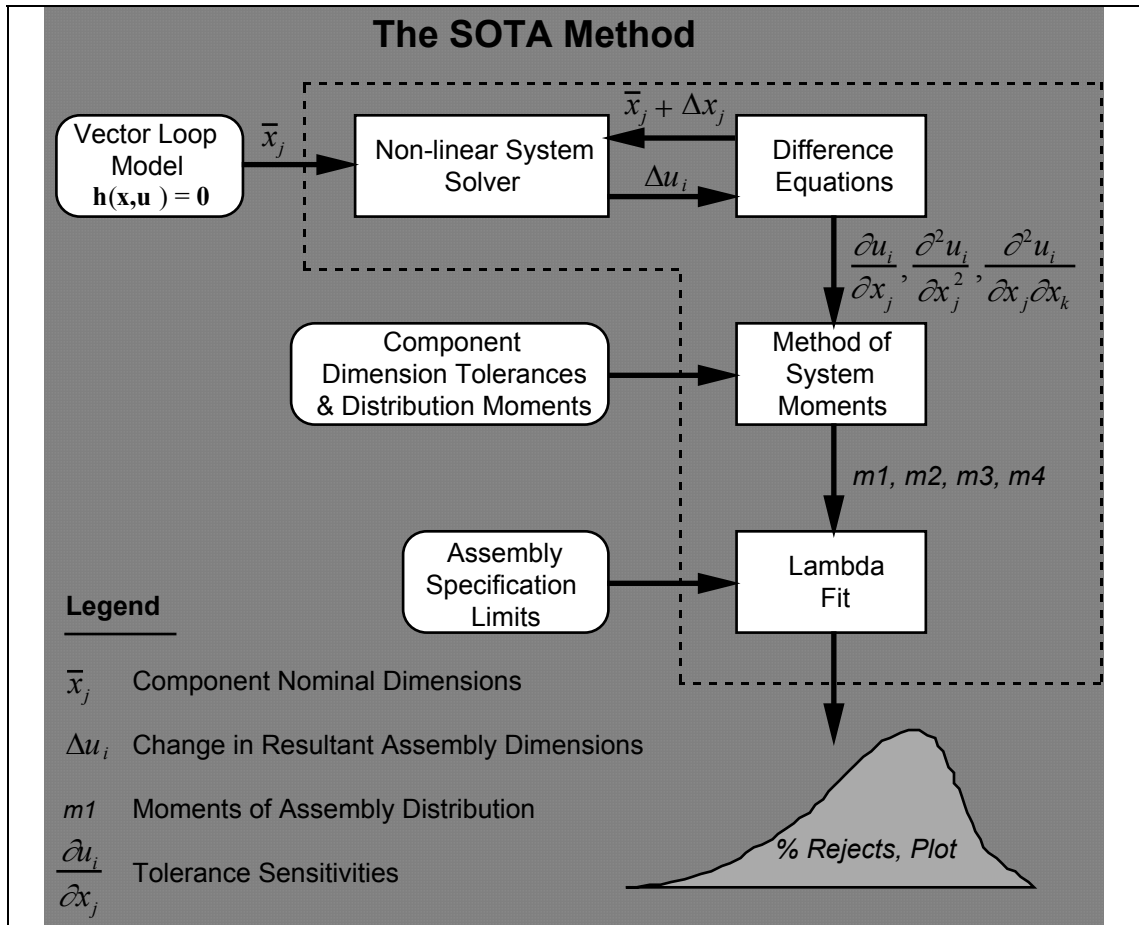 The SOTA Method
Vector Loop
Model
h(x,u ) = 0
x̄ⱼ
Non-linear System
Solver
x̄ⱼ + Δxⱼ
Δuᵢ
Difference
Equations
∂uᵢ/∂xⱼ, ∂²uᵢ/∂xⱼ², ∂²uᵢ/∂xⱼ∂xₖ
Component
Dimension Tolerances
& Distribution Moments
Method of
System
Moments
m1, m2, m3, m4
Assembly
Specification
Limits
Lambda
Fit
% Rejects, Plot
Legend
x̄ⱼ Component Nominal Dimensions
Δuᵢ Change in Resultant Assembly Dimensions
m1 Moments of Assembly Distribution
∂uᵢ/∂xⱼ Tolerance Sensitivities